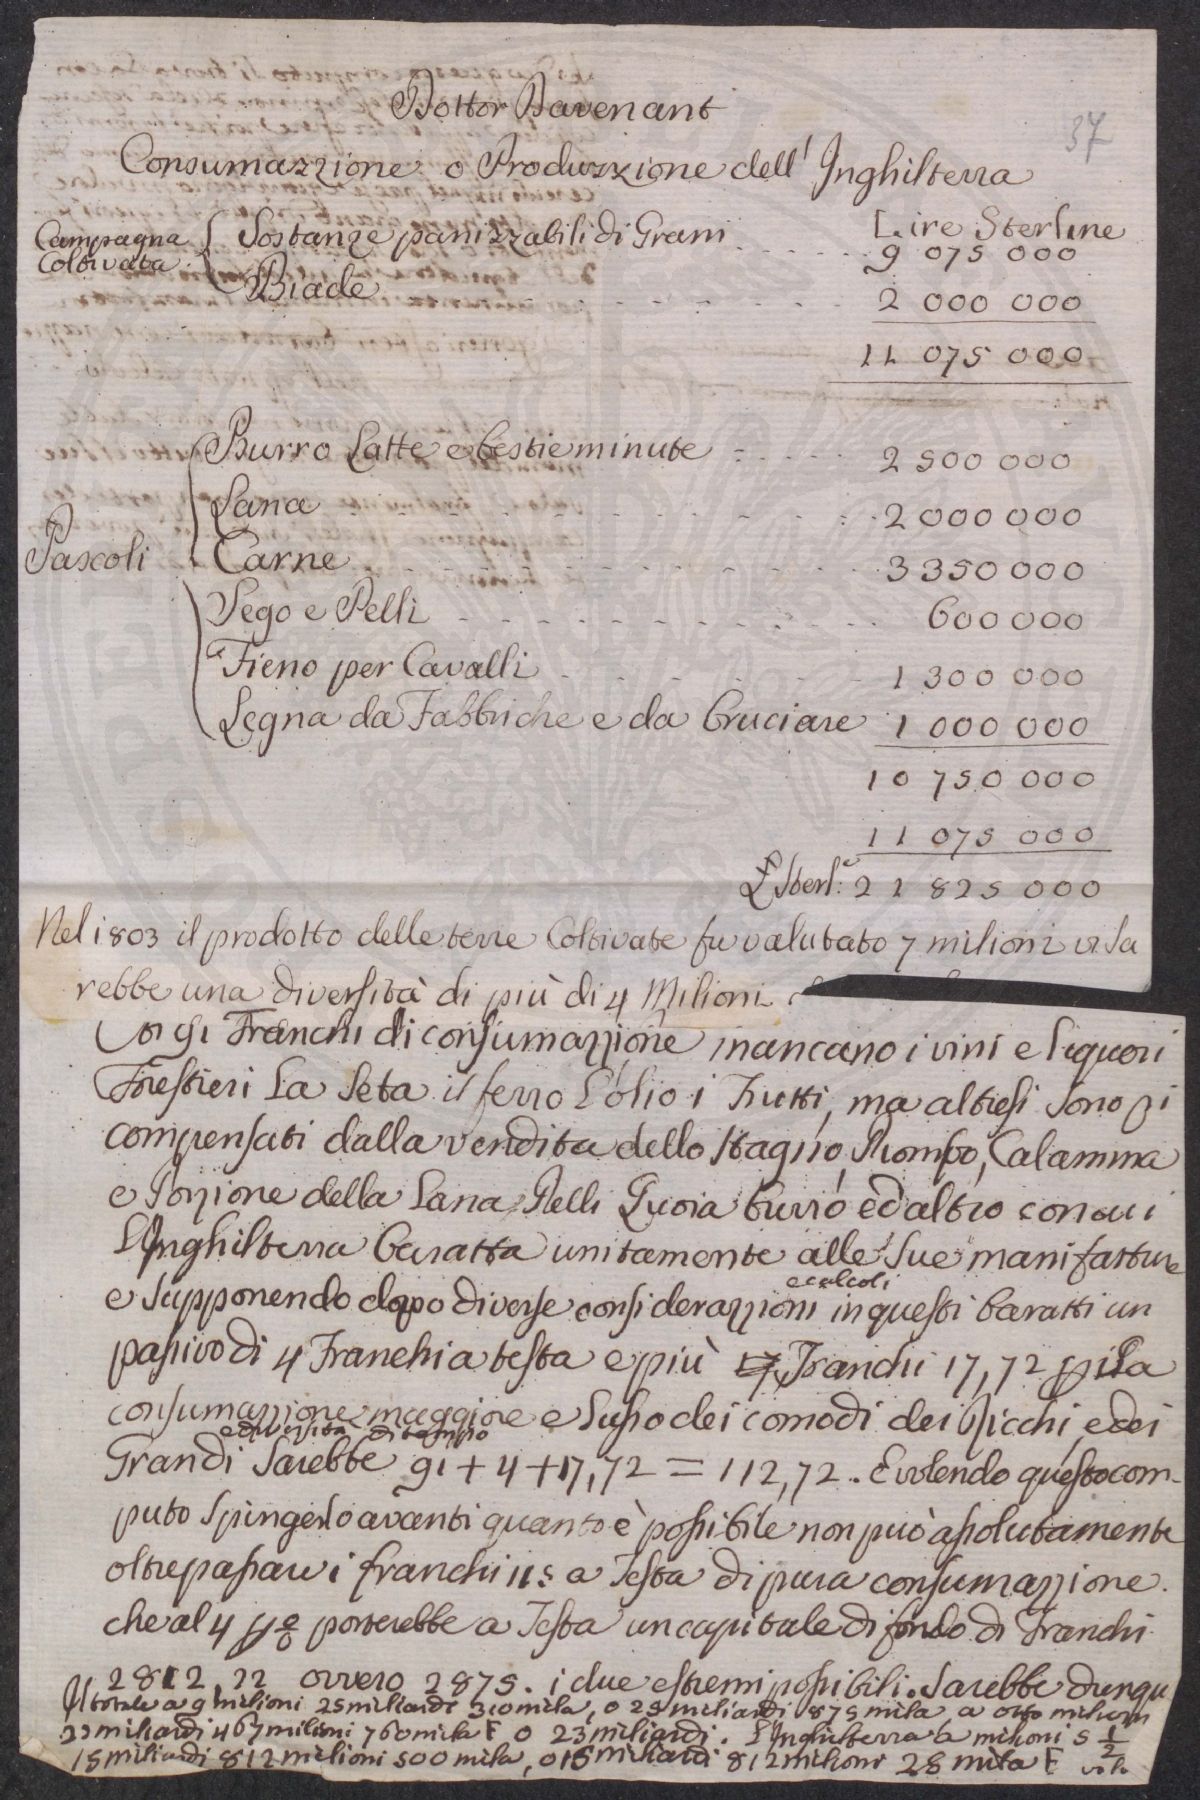 37
Dottor Davenant
Consumazzione o Produzzione dell' Inghilterra
Lire Sterline
Campagna Coltivata { Sostanze panizzabili di Grani 9 075 000
Biade 2 000 000
11 075 000
Pascoli { Burro Latte e bestie minute 2 500 000
Lana 2 000 000
Carne 3 350 000
Sego e Pelli 600 000
Fieno per Cavalli 1 300 000
Legna da Fabbriche e da bruciare 1 000 000
10 750 000
11 075 000
£ Sterl.e: 21 825 000
Nel 1803 il prodotto delle terre Coltivate fu valutato 7 milioni vi sa
rebbe una diversità di più di 4 Milioni
91 Franchi di consumazzione mancano i vini e liquori
Forestieri La Seta il ferro L'olio i Frutti, ma altresi sono
compensati dalla vendita dello stagno, Piombo, Calamina
e Porzione della Lana, Pelli Quoia burro ed altro con cui
L'Inghilterra baratta unitamente alle sue manifatture
e supponendo dopo diverse considerazzioni e calcoli in questi baratti un
passivo di 4 Franchi a testa e più Franchi 17,72 per la
consumazzione maggiore e lusso dei comodi dei Ricchi, e dei
Grandi e diversità di tempo Sarebbe 91 + 4 + 17,72 = 112,72. E volendo questo com-
puto spingerlo avanti quanto è possibile non può assolutamente
oltrepassare i franchi 115 a Testa di pura consumazzione.
che al 4 p% porterebbe a Testa un capitale di fondo di Franchi
2812,22 ovvero 2875. i due estremi possibili. Sarebbe dunqu
Il totale a 9 milioni 25 miliardi 310 mila, o 25 miliardi 875 mila, a otto milioni
22 miliardi 467 milioni 760 mila F o 23 miliardi. L'Inghilterra a milioni 5 1/2
15 miliardi 812 milioni 500 mila, o 15 miliardi 812 milioni 28 mila F